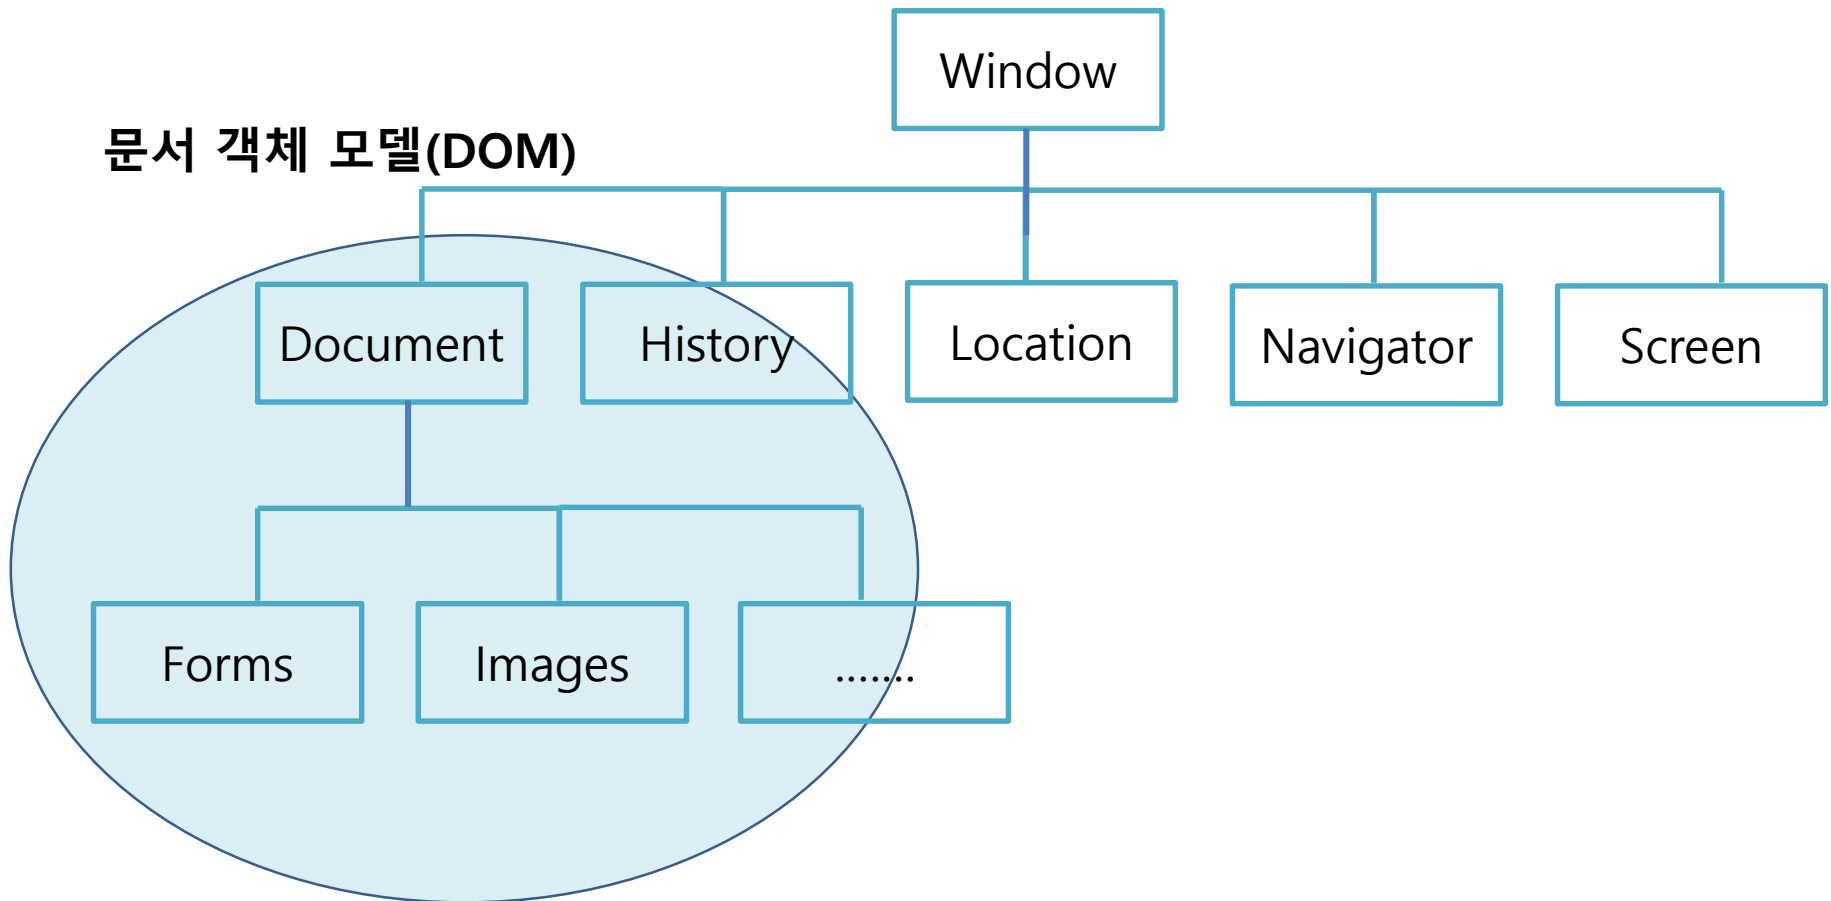 Window
문서 객체 모델(DOM)
Document
History
Location
Navigator
Screen
Forms
Images
.......